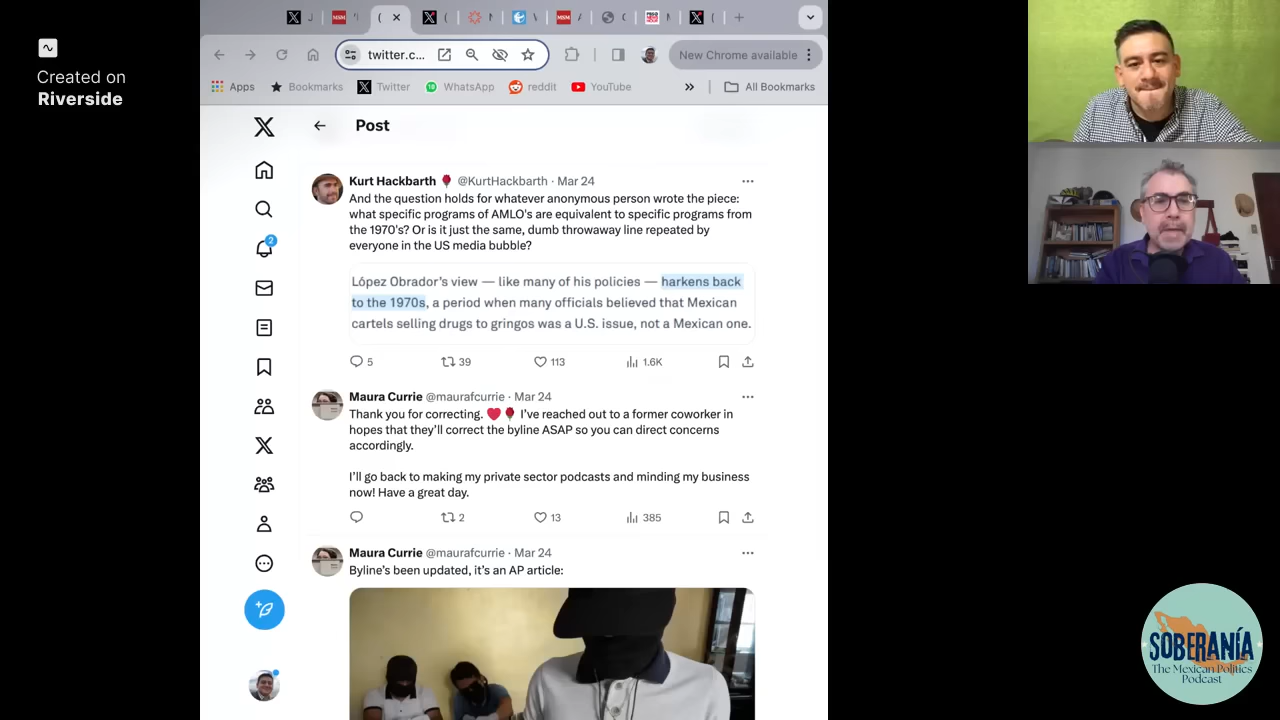 Created on
Riverside
twitter.c...
New Chrome available
Apps
Bookmarks
Twitter
WhatsApp
reddit
YouTube
»
All Bookmarks
Post
Kurt Hackbarth 🌹 @KurtHackbarth · Mar 24
And the question holds for whatever anonymous person wrote the piece:
what specific programs of AMLO's are equivalent to specific programs from
the 1970's? Or is it just the same, dumb throwaway line repeated by
everyone in the US media bubble?
López Obrador's view — like many of his policies — harkens back
to the 1970s, a period when many officials believed that Mexican
cartels selling drugs to gringos was a U.S. issue, not a Mexican one.
5
39
113
1.6K
Maura Currie @maurafcurrie · Mar 24
Thank you for correcting. ❤️🌹 I've reached out to a former coworker in
hopes that they'll correct the byline ASAP so you can direct concerns
accordingly.
I'll go back to making my private sector podcasts and minding my business
now! Have a great day.
2
13
385
Maura Currie @maurafcurrie · Mar 24
Byline's been updated, it's an AP article:
2
SOBERANÍA
The Mexican Politics
Podcast